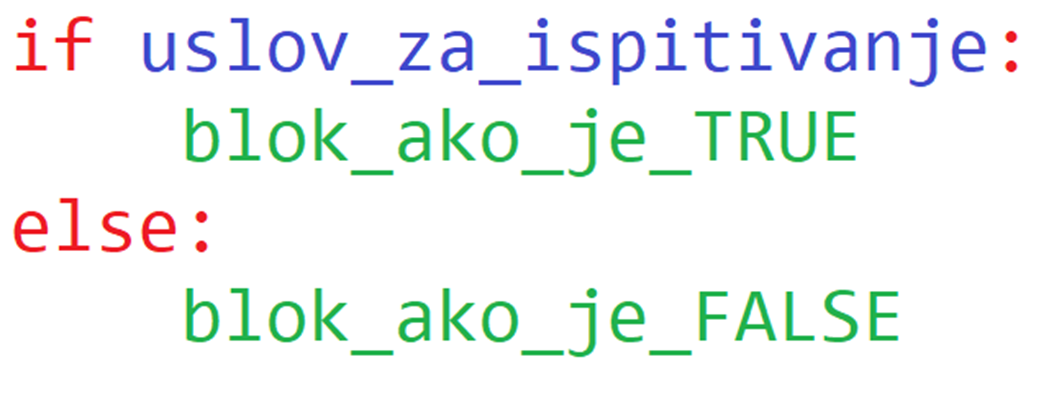 if uslov_za_ispitivanje:
    blok_ako_je_TRUE
else:
    blok_ako_je_FALSE